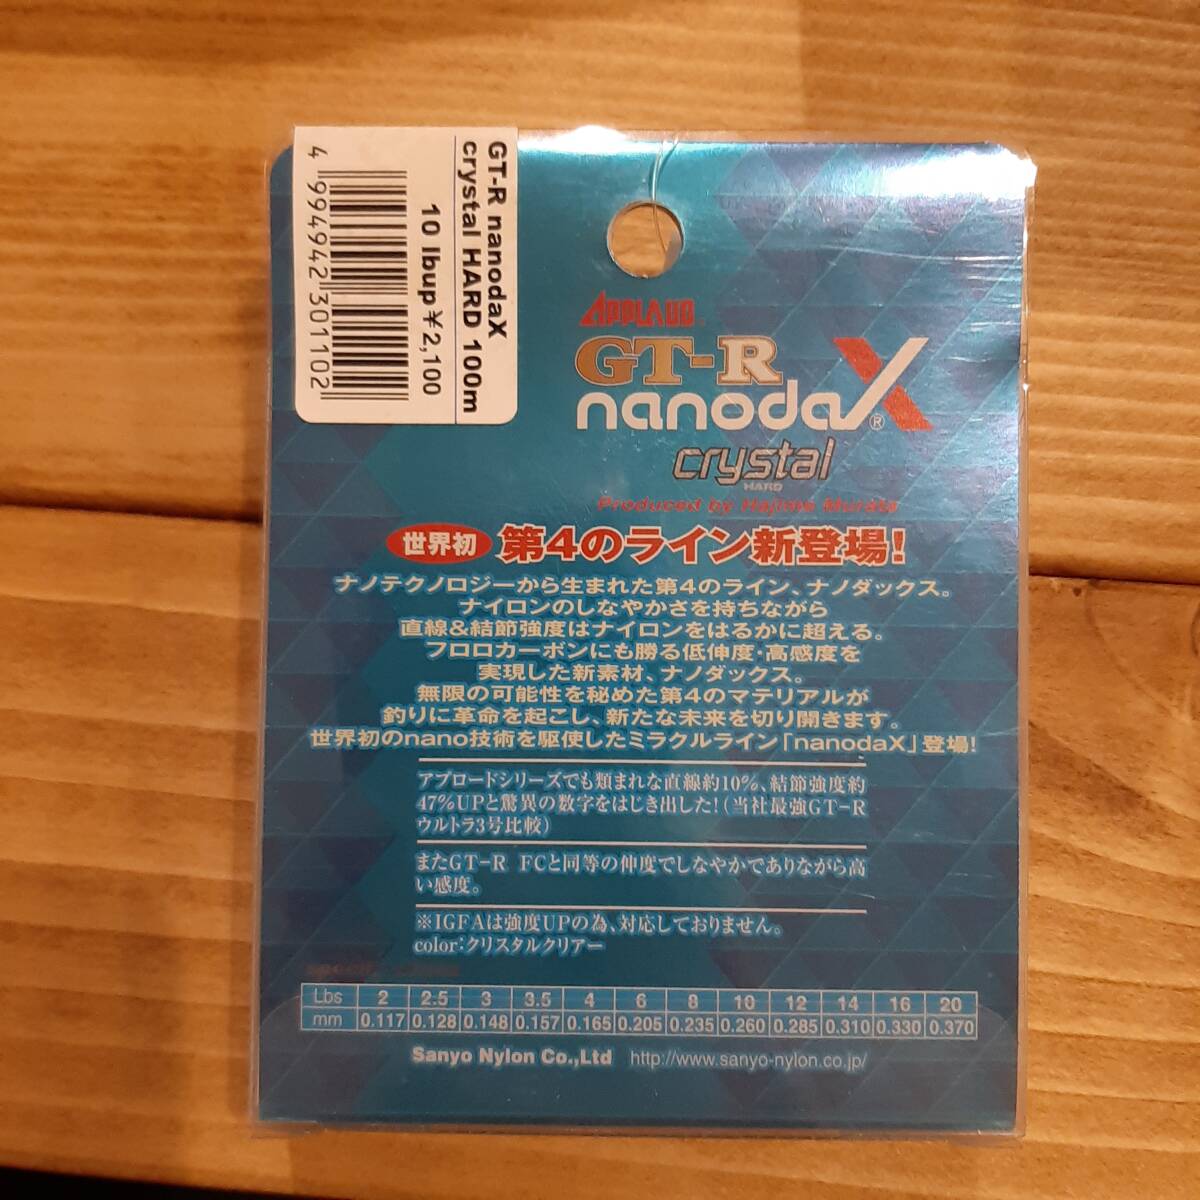 GT-R nanodaX
crystal HARD 100m
10 lbup ¥2,100
4 994942 301102
APPLAUD
GT-R
nanodaX®
crystal
HARD
Produced by Hajime Murata
世界初 第4のライン新登場!
ナノテクノロジーから生まれた第4のライン、ナノダックス。
ナイロンのしなやかさを持ちながら
直線&結節強度はナイロンをはるかに超える。
フロロカーボンにも勝る低伸度・高感度を
実現した新素材、ナノダックス。
無限の可能性を秘めた第4のマテリアルが
釣りに革命を起こし、新たな未来を切り開きます。
世界初のnano技術を駆使したミラクルライン「nanodaX」登場!
アプロードシリーズでも類まれな直線約10%、結節強度約
47%UPと驚異の数字をはじき出した!(当社最強GT-R
ウルトラ3号比較)
またGT-R FCと同等の伸度でしなやかでありながら高
い感度。
※IGFAは強度UPの為、対応しておりません。
color:クリスタルクリアー
Lbs 2 2.5 3 3.5 4 6 8 10 12 14 16 20
mm 0.117 0.128 0.148 0.157 0.165 0.205 0.235 0.260 0.285 0.310 0.330 0.370
Sanyo Nylon Co.,Ltd http://www.sanyo-nylon.co.jp/